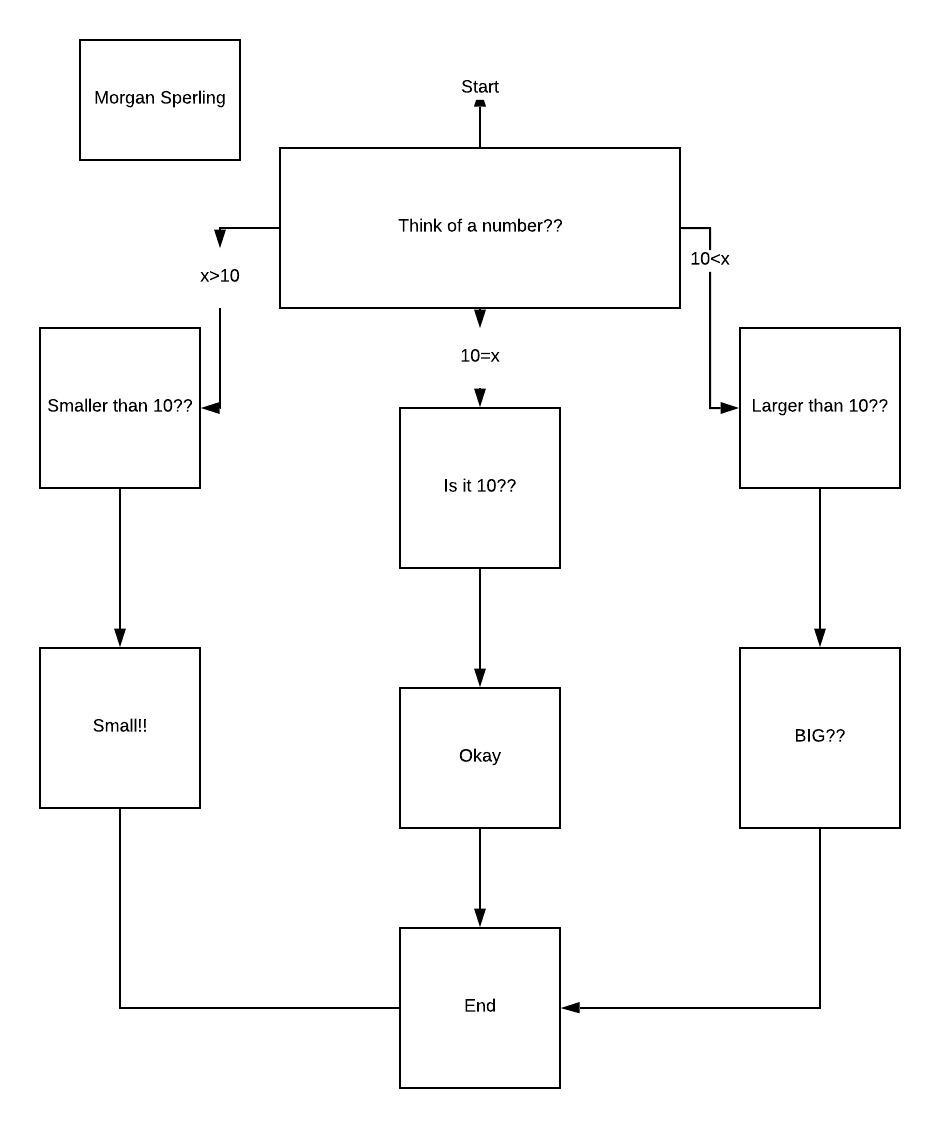 Morgan Sperling
Start
Think of a number??
x>10
10<x
10=x
Smaller than 10??
Larger than 10??
Is it 10??
Small!!
BIG??
Okay
End